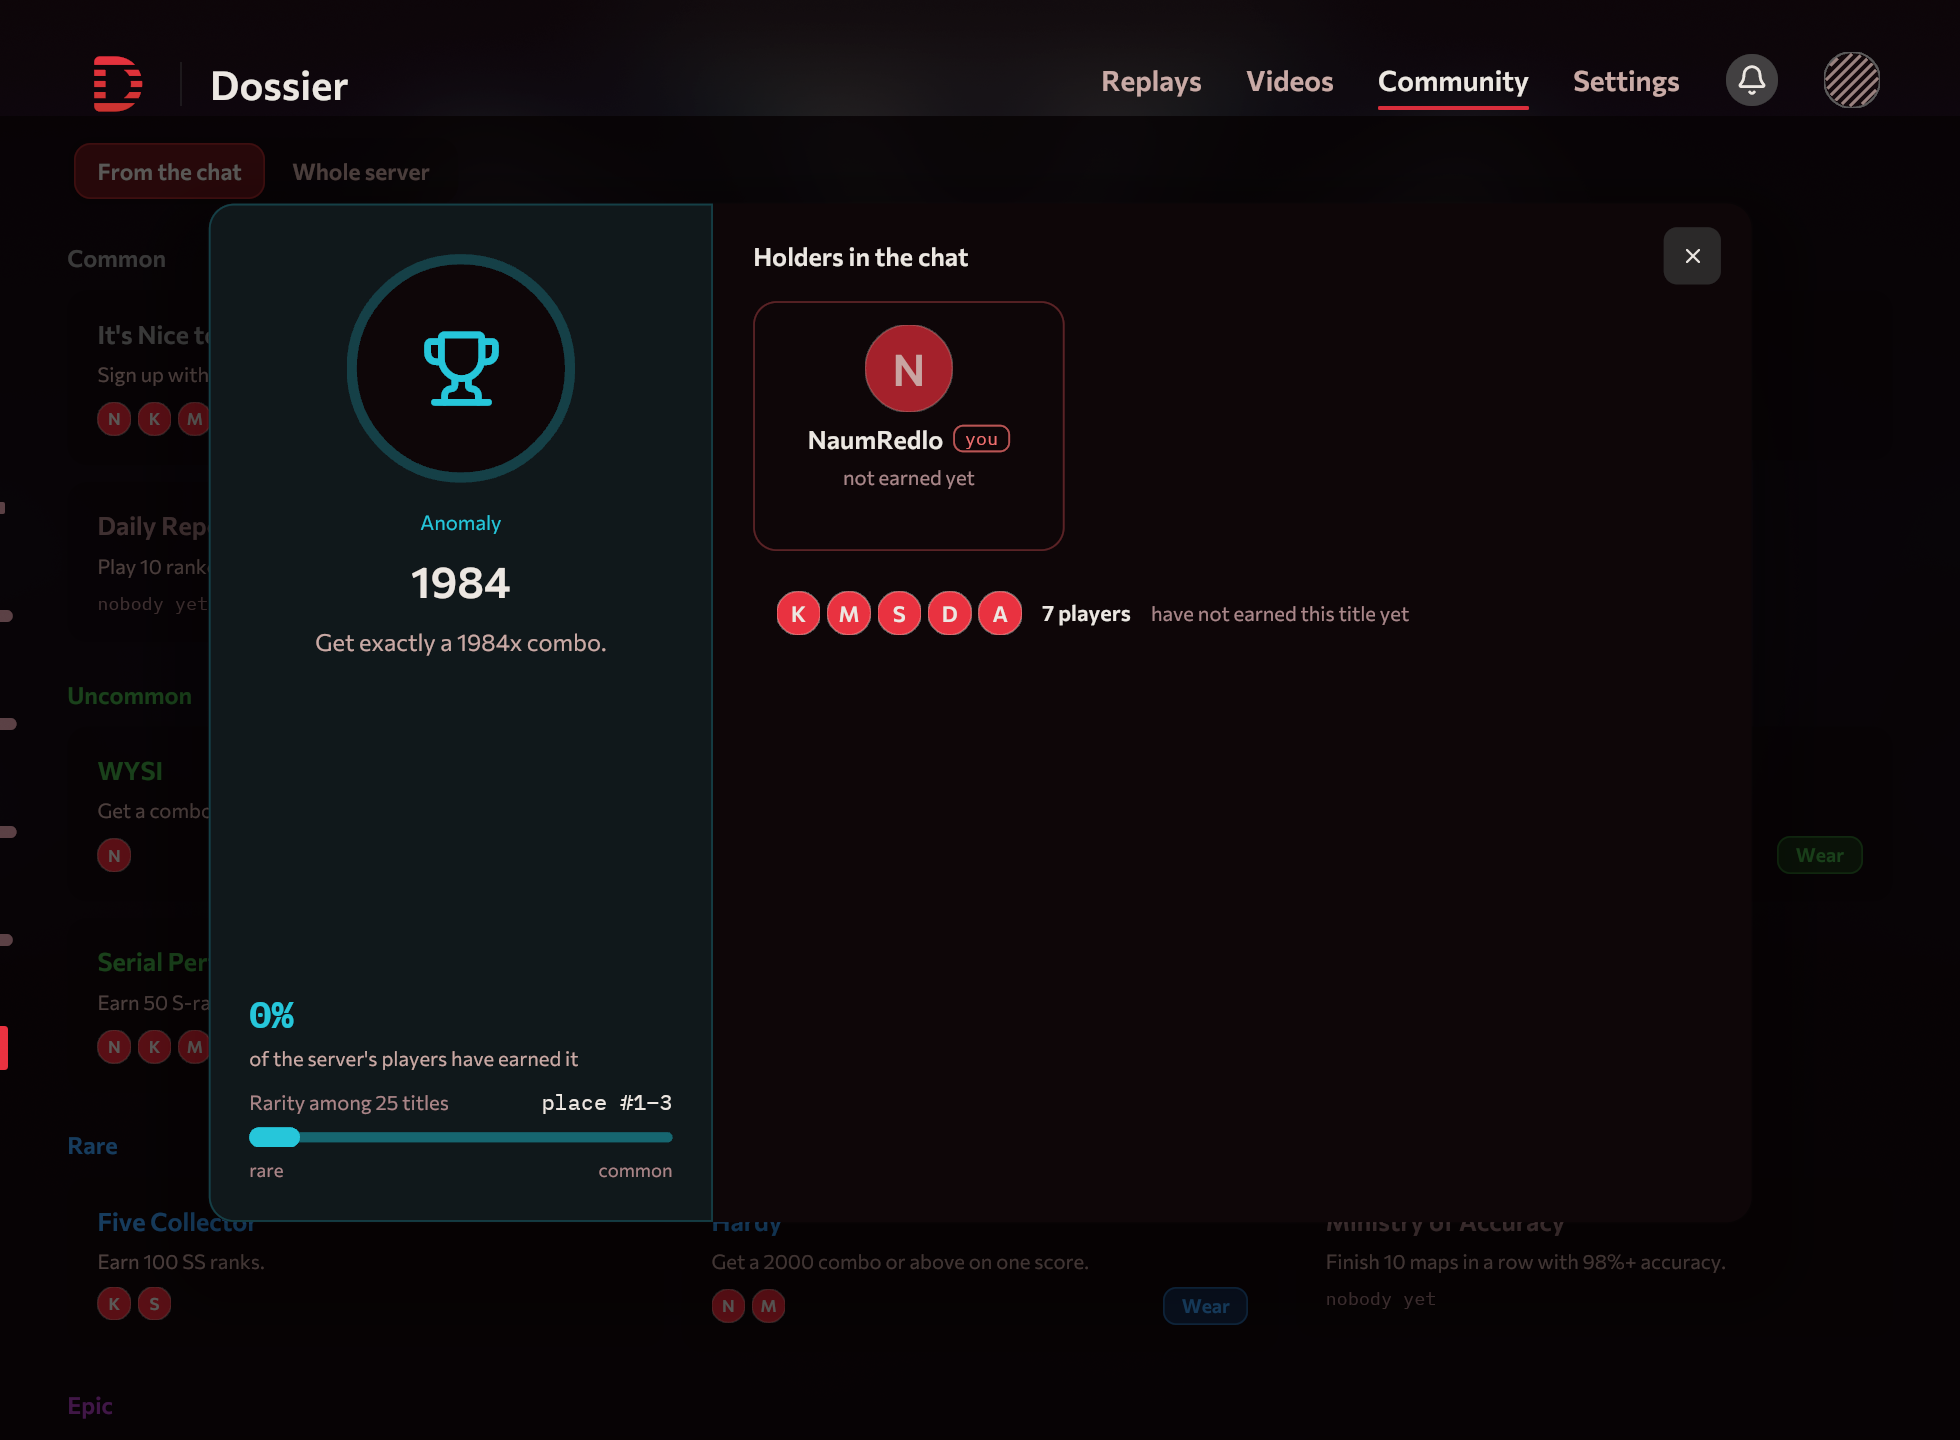 Dossier
Replays
Videos
Community
Settings
From the chat
Whole server
Common
It's Nice to
Sign up with
N K M
Daily Rep
Play 10 rank
nobody yet
Uncommon
WYSI
Get a combo
N
Wear
Serial Per
Earn 50 S-ra
N K M
Rare
Five Collector
Earn 100 SS ranks.
K S
Hardy
Get a 2000 combo or above on one score.
N M
Wear
Ministry of Accuracy
Finish 10 maps in a row with 98%+ accuracy.
nobody yet
Epic
Anomaly
1984
Get exactly a 1984x combo.
0%
of the server's players have earned it
Rarity among 25 titles
place #1–3
rare
common
Holders in the chat
N
NaumRedlo you
not earned yet
K M S D A 7 players have not earned this title yet